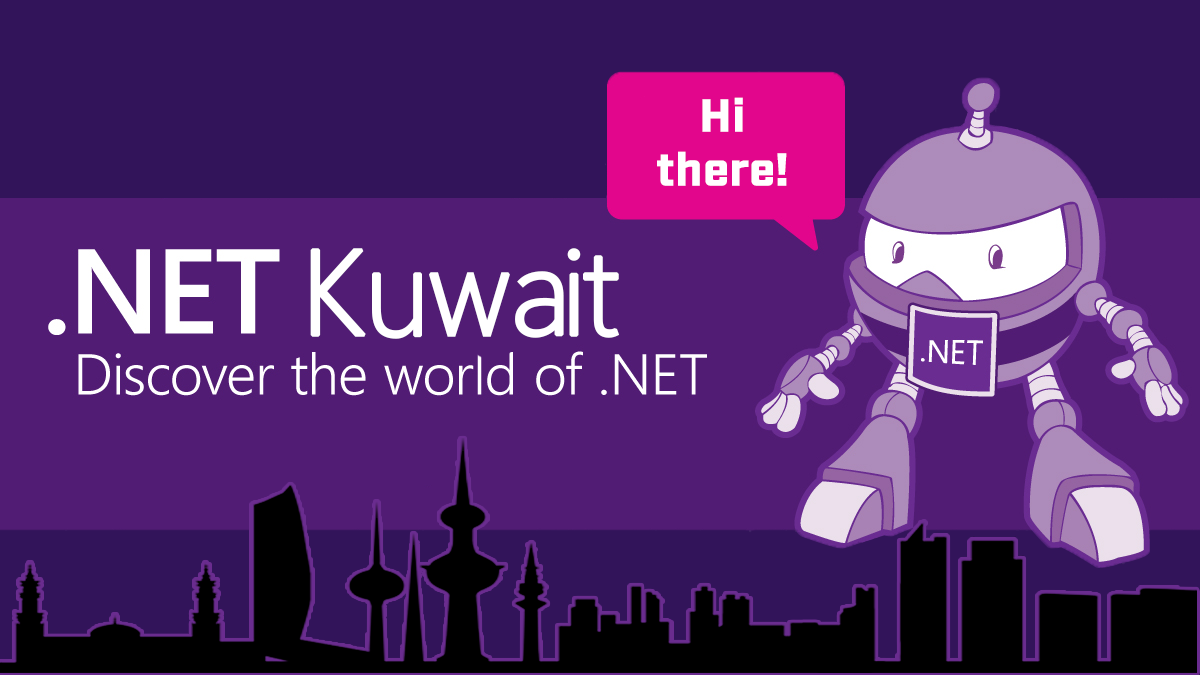 Hi
there!
.NET Kuwait
Discover the world of .NET
.NET